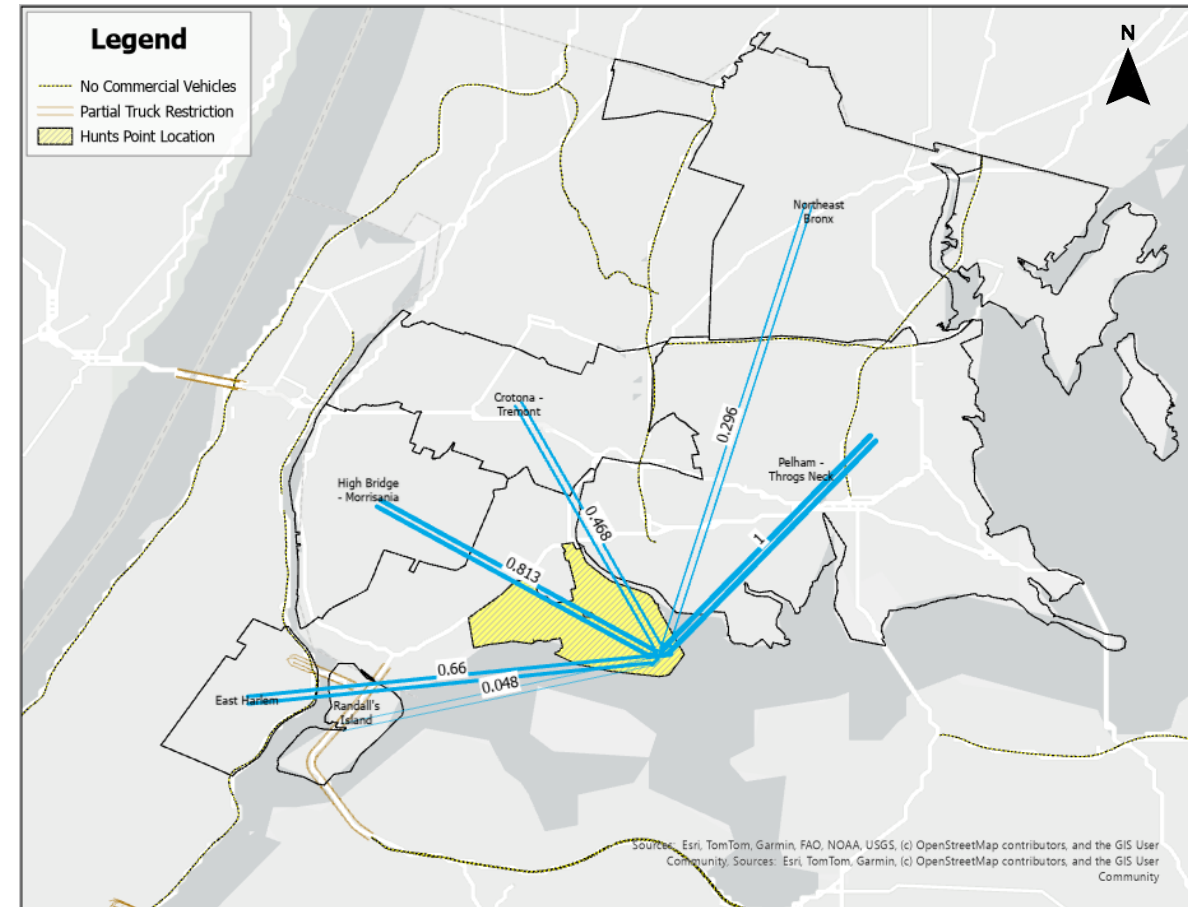 Legend
No Commercial Vehicles
Partial Truck Restriction
Hunts Point Location
N
Northeast
Bronx
Crotona -
Tremont
0.296
Pelham -
Throgs Neck
High Bridge
- Morrisania
0.468
1
0.813
0.66
0.048
East Harlem
Randall's
Island
Sources: Esri, TomTom, Garmin, FAO, NOAA, USGS, (c) OpenStreetMap contributors, and the GIS User
Community, Sources: Esri, TomTom, Garmin, (c) OpenStreetMap contributors, and the GIS User
Community